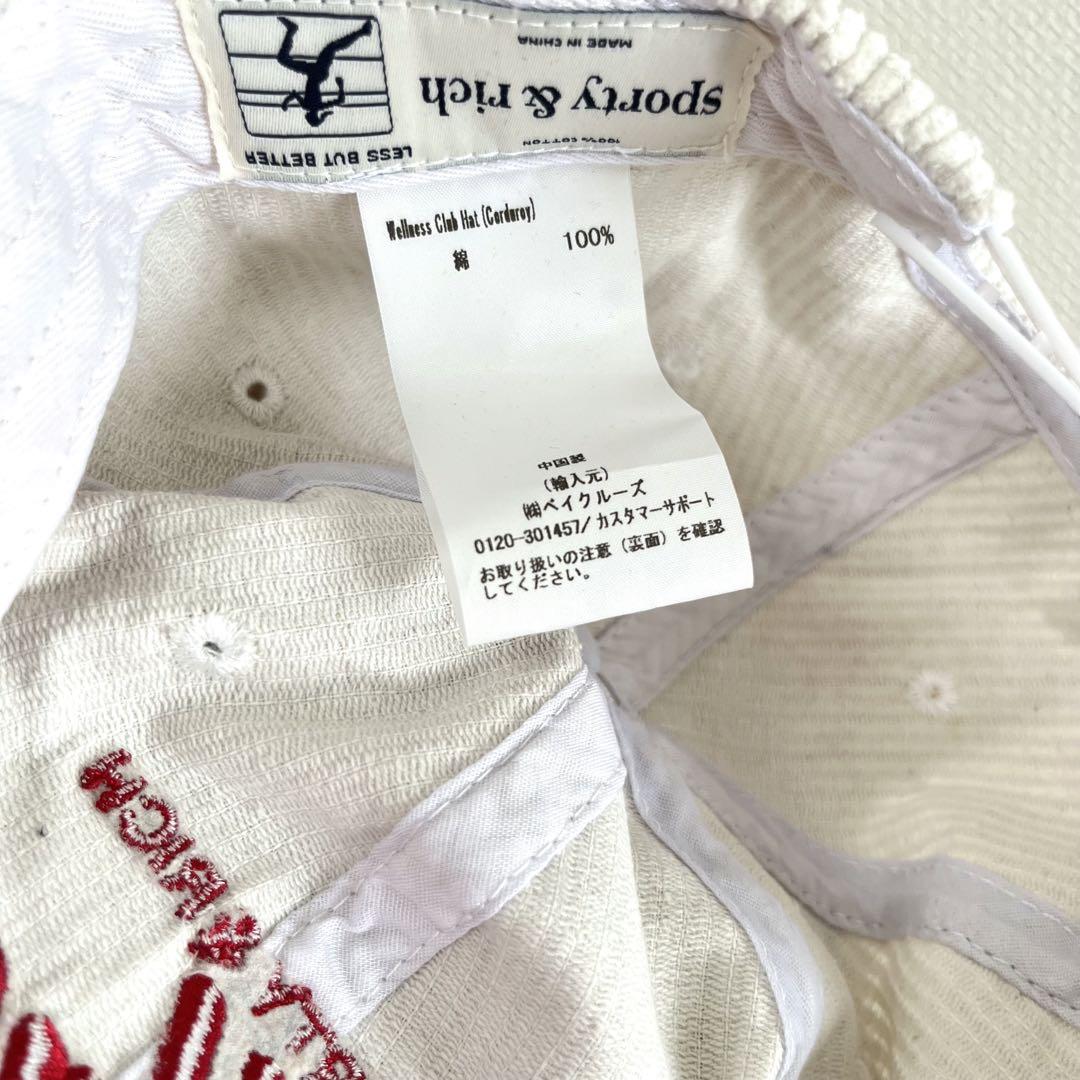 MADE IN CHINA
sporty & rich
100% COTTON
LESS BUT BETTER
Wellness Club Hat (Corduroy)
綿 100%
中国製
(輸入元)
㈱ベイクルーズ
0120-301457/カスタマーサポート
お取り扱いの注意(裏面)を確認
してください。